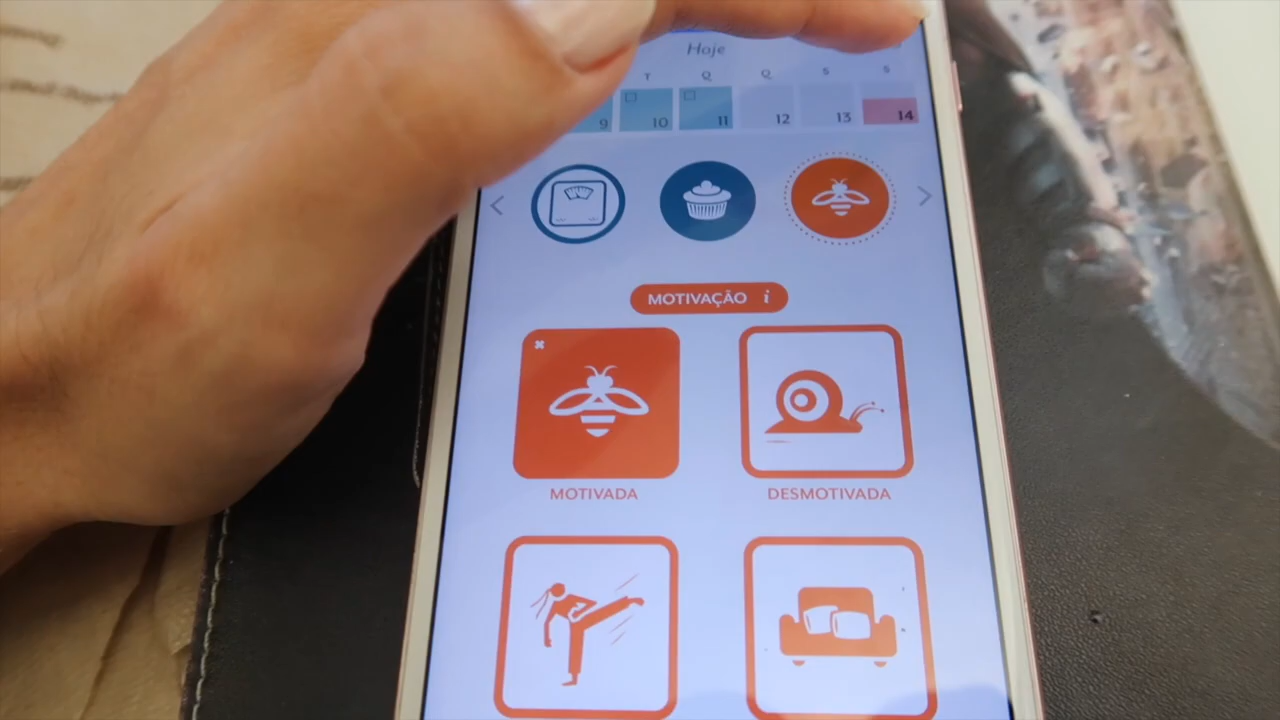 Hoje
T Q Q S S
9 10 11 12 13 14
MOTIVAÇÃO i
MOTIVADA DESMOTIVADA